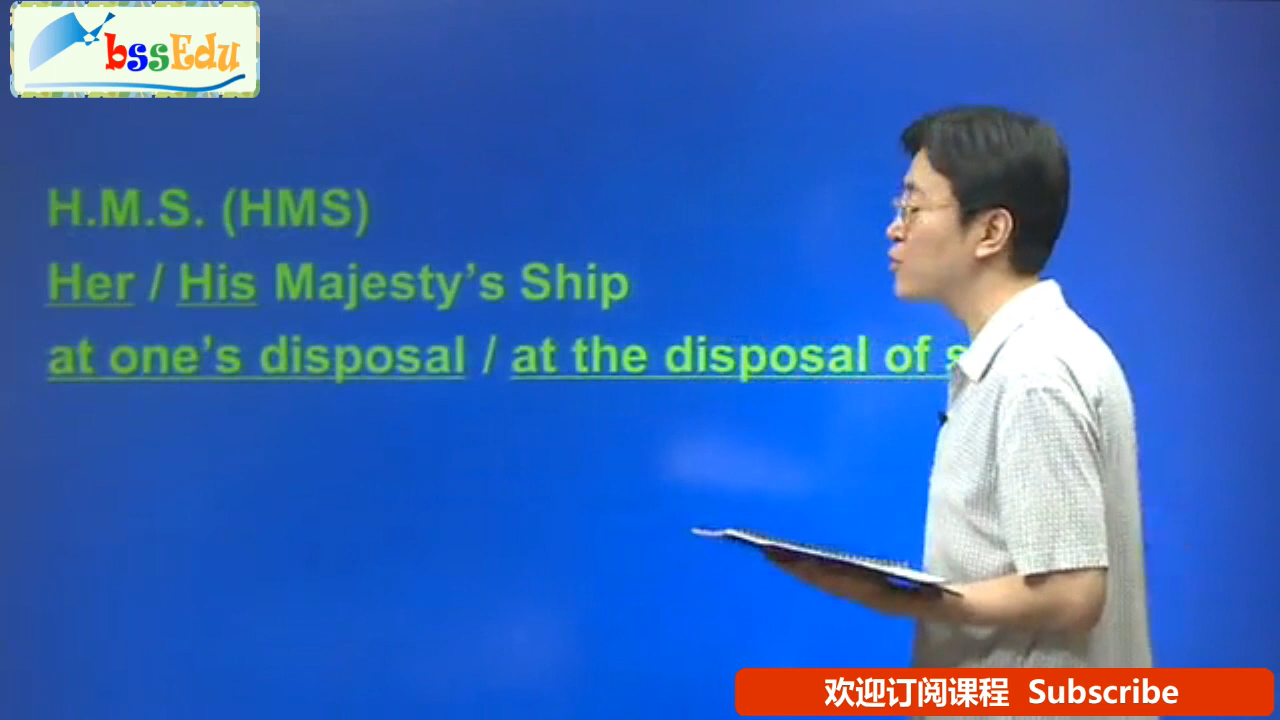 bssEdu
H.M.S. (HMS)
Her / His Majesty's Ship
at one's disposal / at the disposal of
欢迎订阅课程 Subscribe